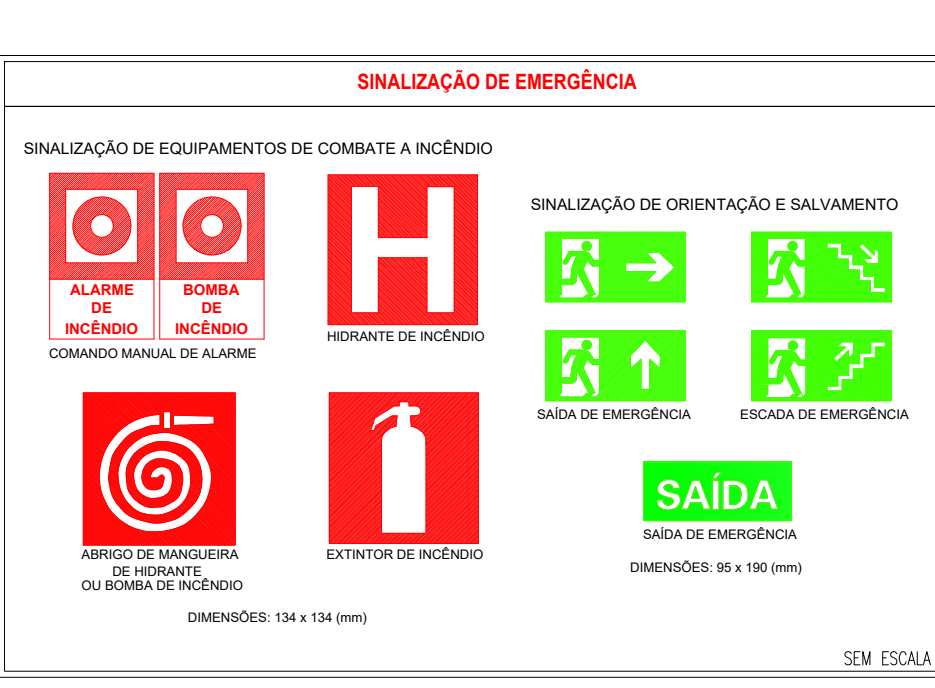 SINALIZAÇÃO DE EMERGÊNCIA
SINALIZAÇÃO DE EQUIPAMENTOS DE COMBATE A INCÊNDIO
ALARME
DE
INCÊNDIO
BOMBA
DE
INCÊNDIO
COMANDO MANUAL DE ALARME
H
HIDRANTE DE INCÊNDIO
ABRIGO DE MANGUEIRA
DE HIDRANTE
OU BOMBA DE INCÊNDIO
EXTINTOR DE INCÊNDIO
DIMENSÕES: 134 x 134 (mm)
SINALIZAÇÃO DE ORIENTAÇÃO E SALVAMENTO
SAÍDA DE EMERGÊNCIA
ESCADA DE EMERGÊNCIA
SAÍDA
SAÍDA DE EMERGÊNCIA
DIMENSÕES: 95 x 190 (mm)
SEM ESCALA